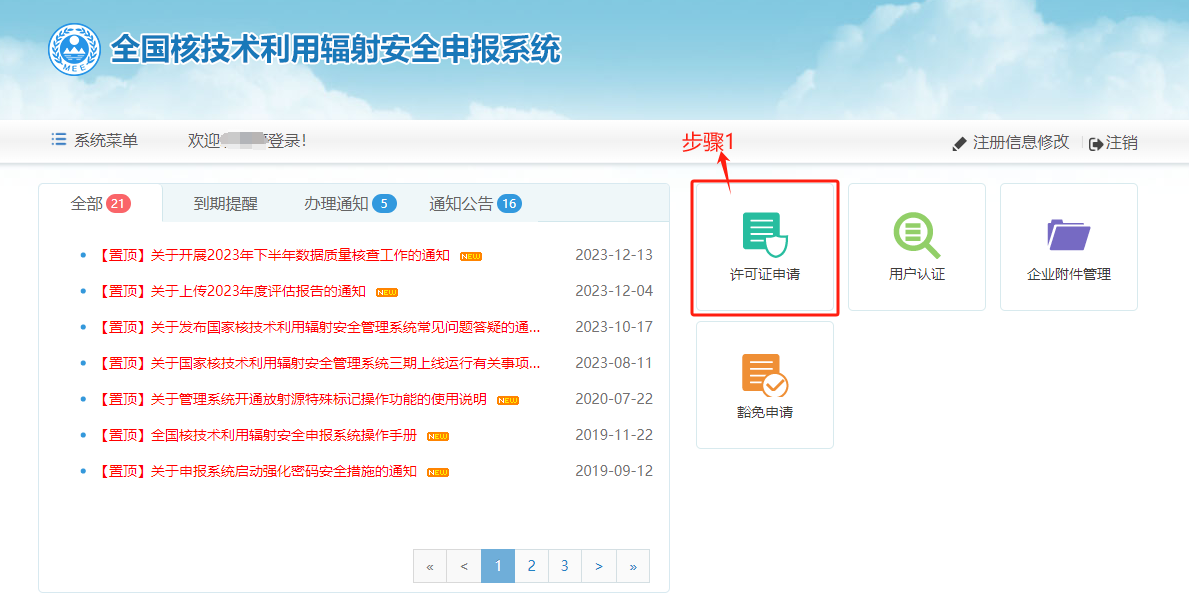 MEE
全国核技术利用辐射安全申报系统
系统菜单 欢迎 登录! 步骤1 注册信息修改 注销
全部 21 到期提醒 办理通知 5 通知公告 16
【置顶】关于开展2023年下半年数据质量核查工作的通知 NEW 2023-12-13
【置顶】关于上传2023年度评估报告的通知 NEW 2023-12-04
【置顶】关于发布国家核技术利用辐射安全管理系统常见问题答疑的通... 2023-10-17
【置顶】关于国家核技术利用辐射安全管理系统三期上线运行有关事项... 2023-08-11
【置顶】关于管理系统开通放射源特殊标记操作功能的使用说明 NEW 2020-07-22
【置顶】全国核技术利用辐射安全申报系统操作手册 NEW 2019-11-22
【置顶】关于申报系统启动强化密码安全措施的通知 NEW 2019-09-12
« < 1 2 3 > »
许可证申请 用户认证 企业附件管理
豁免申请